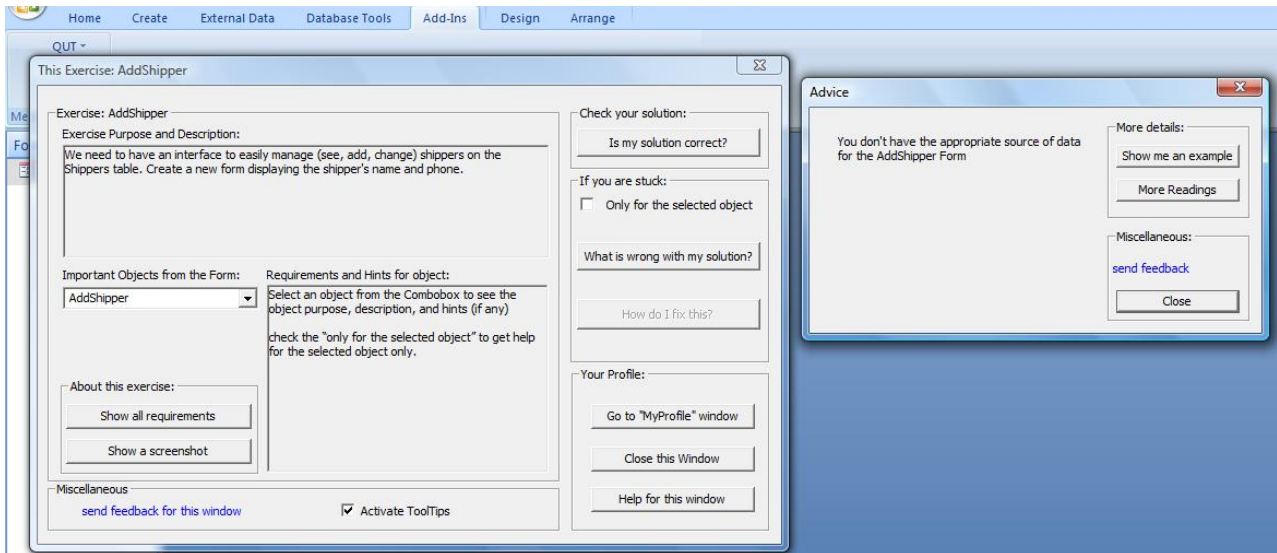 Home Create External Data Database Tools Add-Ins Design Arrange
QUT
This Exercise: AddShipper
Exercise: AddShipper
Exercise Purpose and Description:
We need to have an interface to easily manage (see, add, change) shippers on the
Shippers table. Create a new form displaying the shipper's name and phone.
Important Objects from the Form:
AddShipper
Requirements and Hints for object:
Select an object from the Combobox to see the
object purpose, description, and hints (if any)
check the “only for the selected object” to get help
for the selected object only.
About this exercise:
Show all requirements
Show a screenshot
Miscellaneous
send feedback for this window
Activate ToolTips
Check your solution:
Is my solution correct?
If you are stuck:
Only for the selected object
What is wrong with my solution?
How do I fix this?
Your Profile:
Go to "MyProfile" window
Close this Window
Help for this window
Advice
You don't have the appropriate source of data
for the AddShipper Form
More details:
Show me an example
More Readings
Miscellaneous:
send feedback
Close